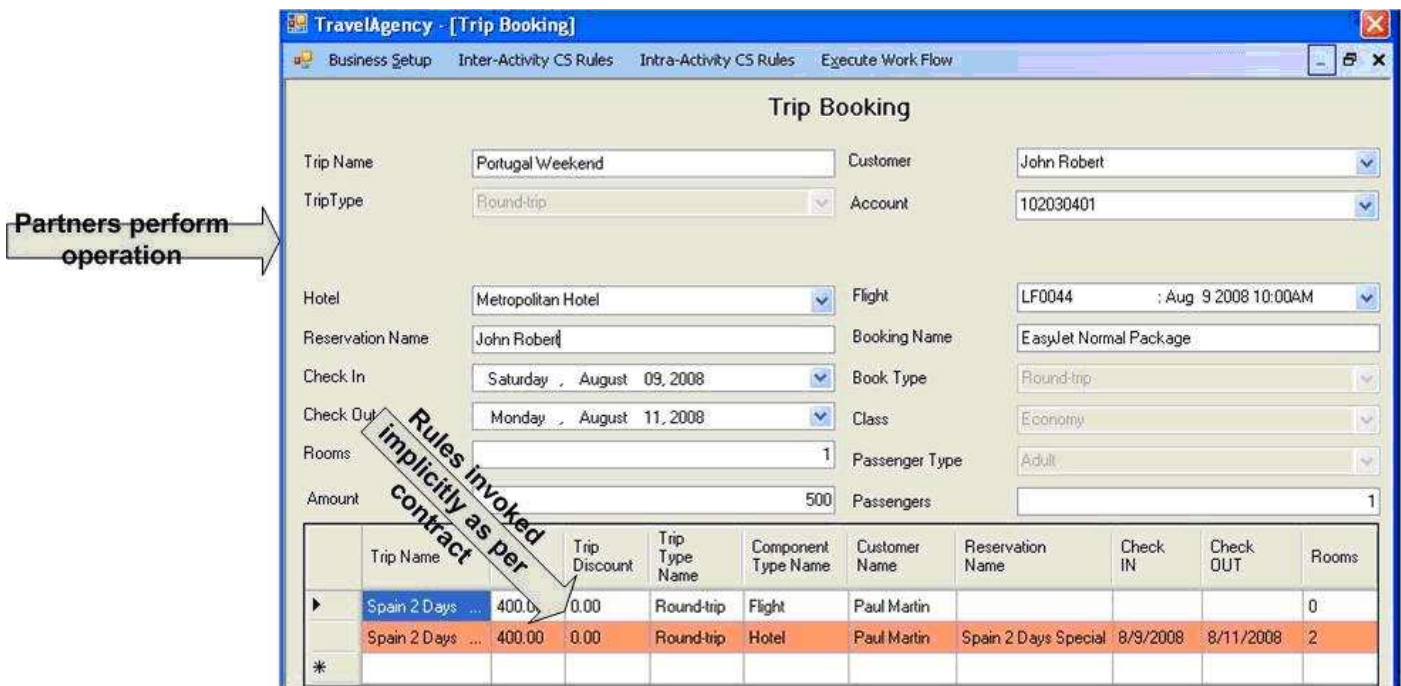 TravelAgency - [Trip Booking]
Business Setup Inter-Activity CS Rules Intra-Activity CS Rules Execute Work Flow
Trip Booking
Trip Name Portugal Weekend Customer John Robert
TripType Round-trip Account 102030401
Partners perform
operation
Hotel Metropolitan Hotel Flight LF0044 : Aug 9 2008 10:00AM
Reservation Name John Robert Booking Name EasyJet Normal Package
Check In Saturday , August 09, 2008 Book Type Round-trip
Check Out Monday , August 11, 2008 Class Economy
Rooms 1 Passenger Type Adult
Amount 500 Passengers 1
Rules invoked
implicitly as per
contract
Trip Name Trip Discount Trip Type Name Component Type Name Customer Name Reservation Name Check IN Check OUT Rooms
Spain 2 Days ... 400.0 0.00 Round-trip Flight Paul Martin 0
Spain 2 Days ... 400.00 0.00 Round-trip Hotel Paul Martin Spain 2 Days Special 8/9/2008 8/11/2008 2
*